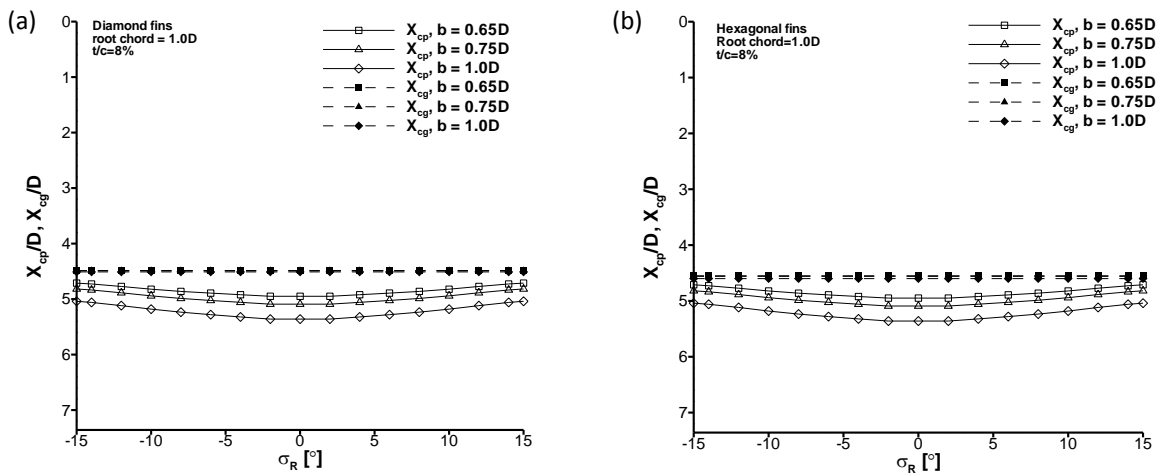 (a)
Diamond fins
root chord = 1.0D
t/c=8%
Xcp, b = 0.65D
Xcp, b = 0.75D
Xcp, b = 1.0D
Xcg, b = 0.65D
Xcg, b = 0.75D
Xcg, b = 1.0D
Xcp/D, Xcg/D
0
1
2
3
4
5
6
7
-15
-10
-5
0
5
10
15
σR [°]
(b)
Hexagonal fins
Root chord=1.0D
t/c=8%
Xcp, b = 0.65D
Xcp, b = 0.75D
Xcp, b = 1.0D
Xcg, b = 0.65D
Xcg, b = 0.75D
Xcg, b = 1.0D
Xcp/D, Xcg/D
0
1
2
3
4
5
6
7
-15
-10
-5
0
5
10
15
σR [°]